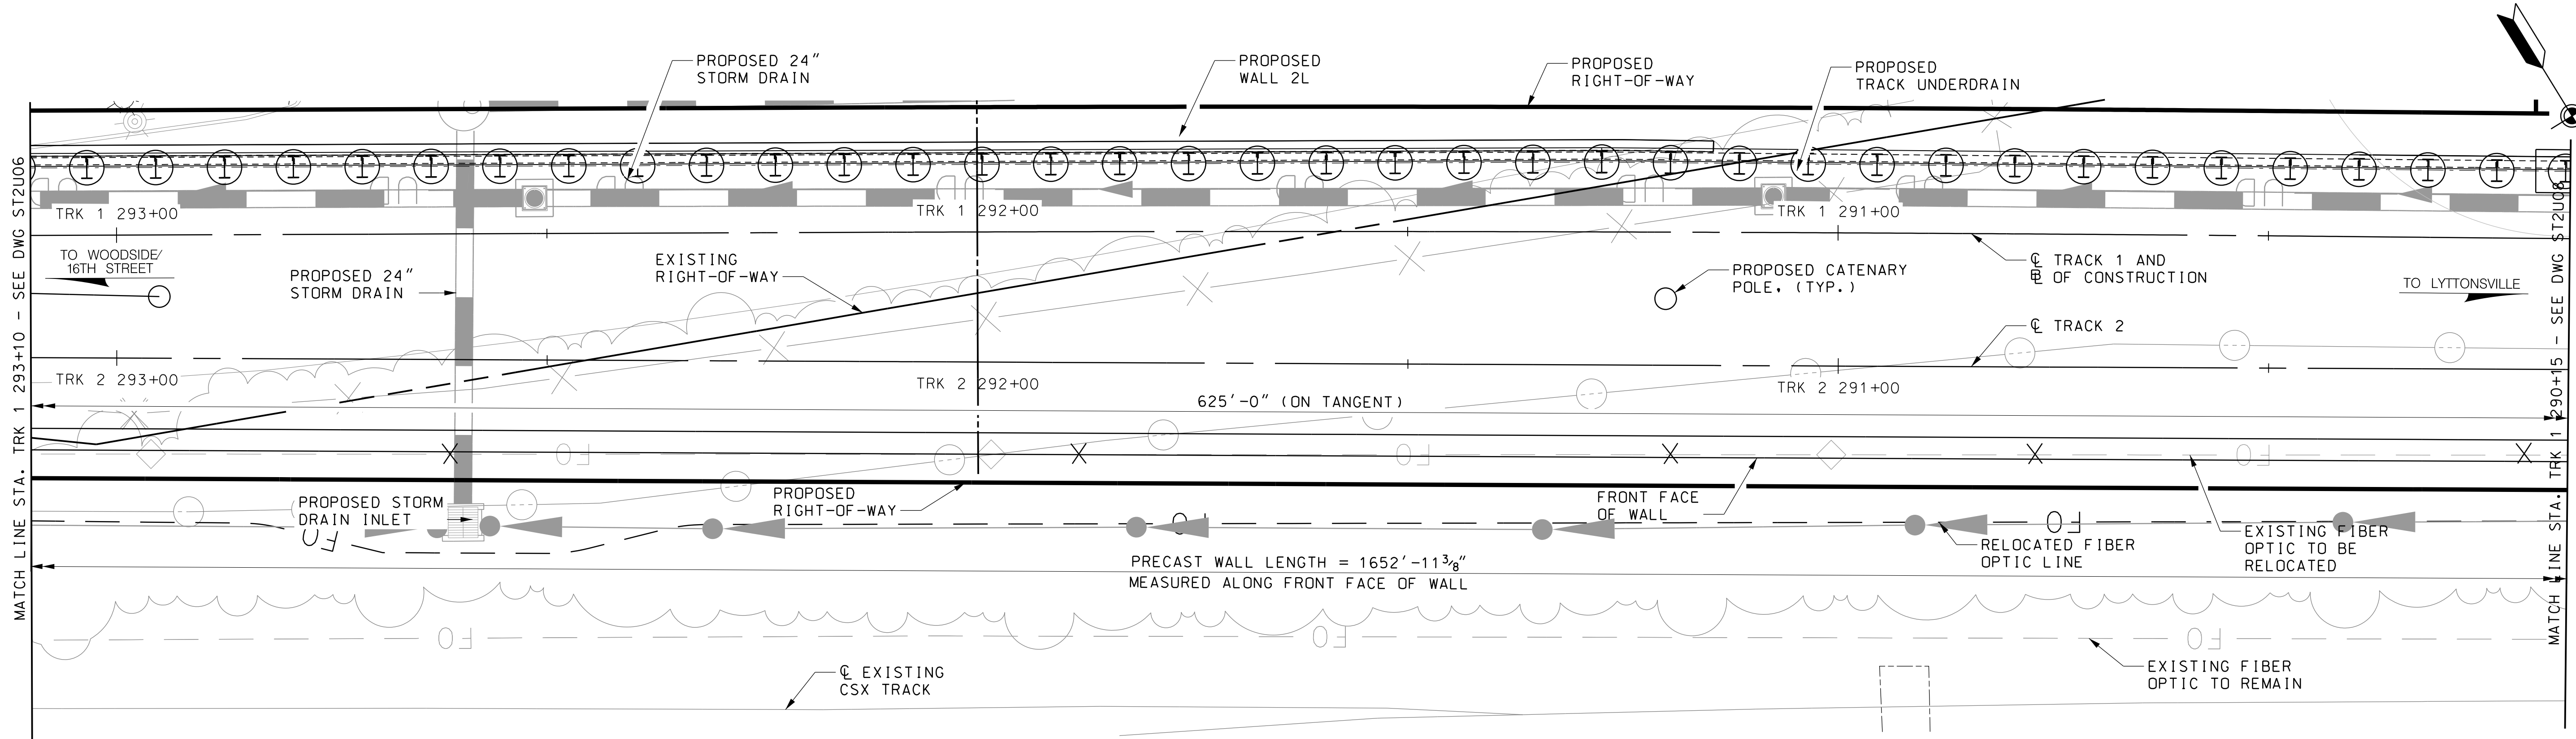 PROPOSED 24"
STORM DRAIN
PROPOSED
WALL 2L
PROPOSED
RIGHT-OF-WAY
PROPOSED
TRACK UNDERDRAIN
MATCH LINE STA. TRK 1 293+10 - SEE DWG ST2U06
TRK 1 293+00
TRK 1 292+00
TRK 1 291+00
TO WOODSIDE/
16TH STREET
PROPOSED 24"
STORM DRAIN
EXISTING
RIGHT-OF-WAY
PROPOSED CATENARY
POLE, (TYP.)
℄ TRACK 1 AND
BL OF CONSTRUCTION
TO LYTTONSVILLE
℄ TRACK 2
TRK 2 293+00
TRK 2 292+00
TRK 2 291+00
625'-0" (ON TANGENT)
FO
FO
FO
PROPOSED STORM
DRAIN INLET
PROPOSED
RIGHT-OF-WAY
FRONT FACE
OF WALL
FO
FO
FO
RELOCATED FIBER
OPTIC LINE
EXISTING FIBER
OPTIC TO BE
RELOCATED
PRECAST WALL LENGTH = 1652'-11⅜"
MEASURED ALONG FRONT FACE OF WALL
FO
FO
FO
℄ EXISTING
CSX TRACK
EXISTING FIBER
OPTIC TO REMAIN
MATCH LINE STA. TRK 1 290+15 - SEE DWG ST2U08